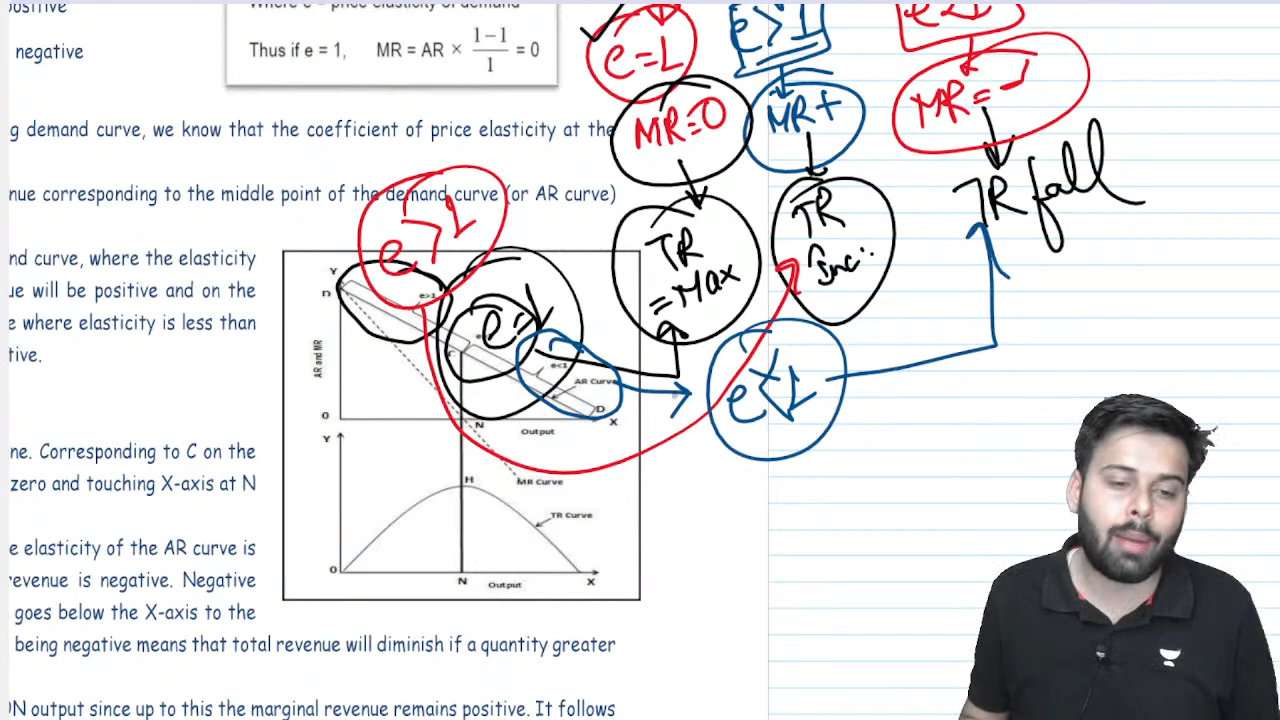 positive
Where e = price elasticity of demand
negative
Thus if e = 1, MR = AR × 1−1 / 1 = 0
e=1
e>1
e<1
MR=0
MR+
MR= -
g demand curve, we know that the coefficient of price elasticity at the
nue corresponding to the middle point of the demand curve (or AR curve)
TR
=Max
TR
inc:
TR fall
e>1
nd curve, where the elasticity
ue will be positive and on the
e where elasticity is less than
tive.
Y
D
e>1
C
e<1
AR Curve
D
AR and MR
0
N
X
Output
e<1
Y
ne. Corresponding to C on the
zero and touching X-axis at N
H
MR Curve
TR Curve
e elasticity of the AR curve is
revenue is negative. Negative
goes below the X-axis to the
0
N
Output
X
being negative means that total revenue will diminish if a quantity greater
ON output since up to this the marginal revenue remains positive. It follows